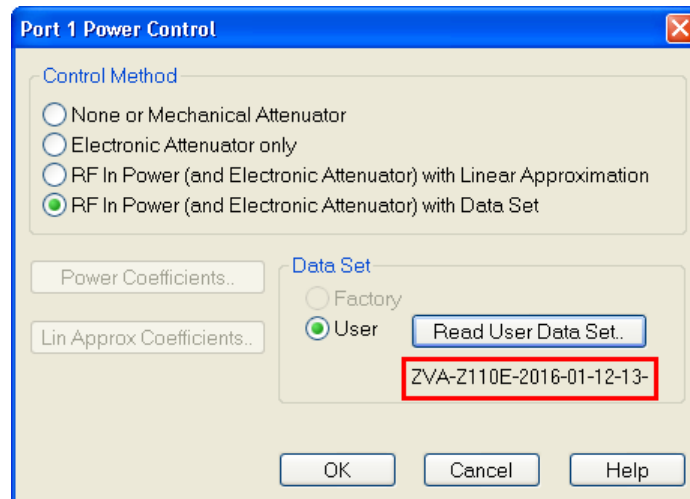 Port 1 Power Control
Control Method
None or Mechanical Attenuator
Electronic Attenuator only
RF In Power (and Electronic Attenuator) with Linear Approximation
RF In Power (and Electronic Attenuator) with Data Set
Power Coefficients..
Lin Approx Coefficients..
Data Set
Factory
User
Read User Data Set..
ZVA-Z110E-2016-01-12-13-
OK
Cancel
Help